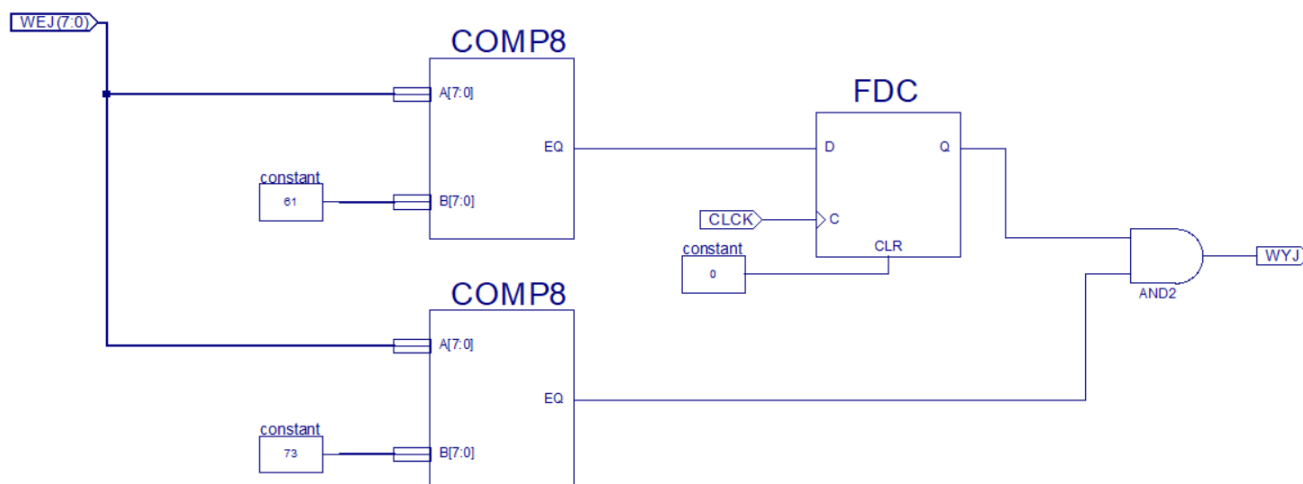 WEJ(7:0)
COMP8
A[7:0]
EQ
constant
61
B[7:0]
FDC
D
Q
CLCK
C
CLR
constant
0
WYJ
AND2
COMP8
A[7:0]
EQ
constant
73
B[7:0]